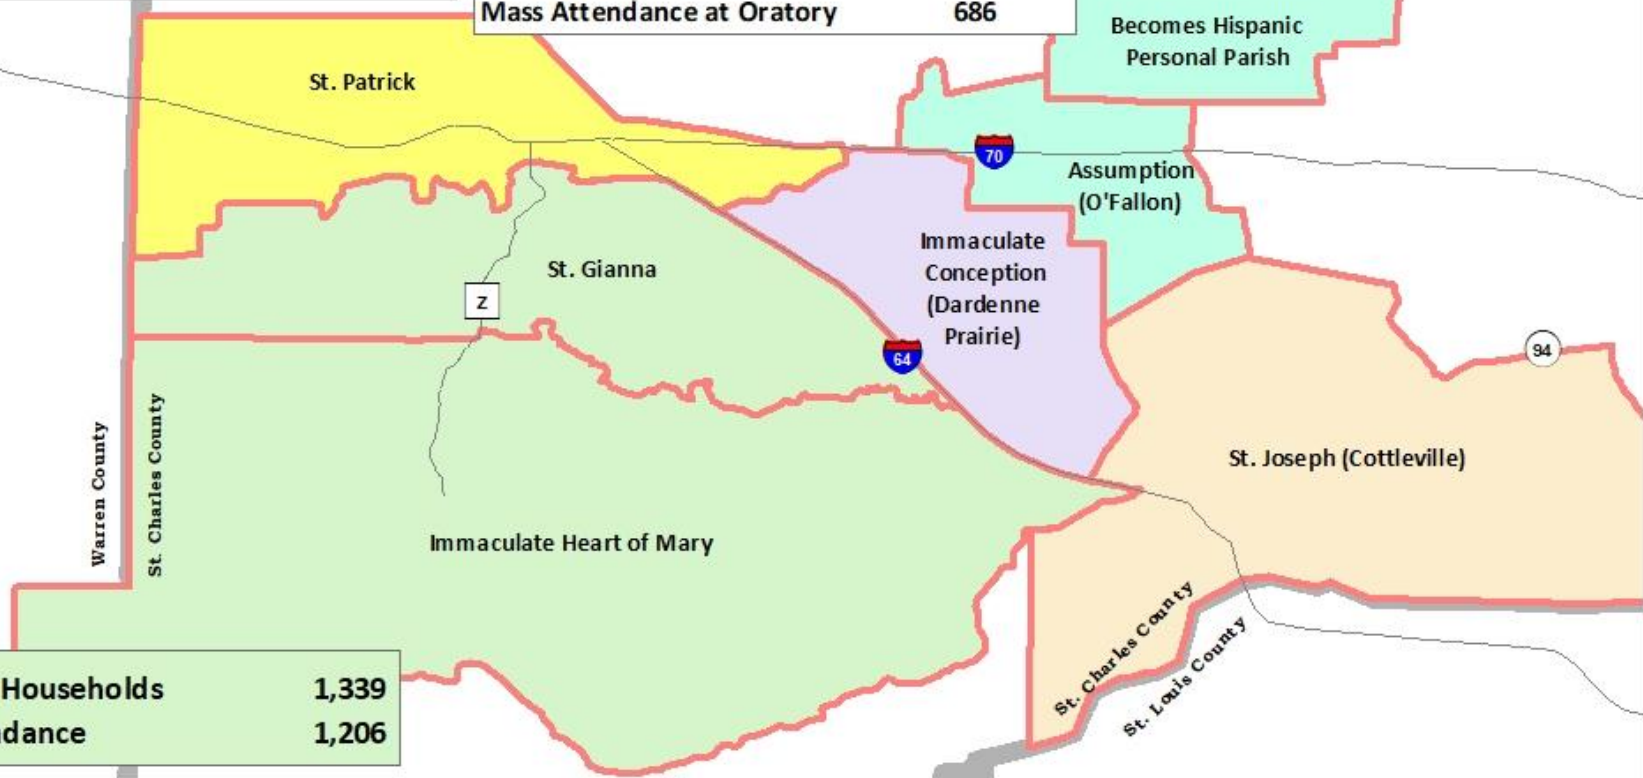 Mass Attendance at Oratory 686
Becomes Hispanic
Personal Parish
St. Patrick
70
Assumption
(O'Fallon)
Immaculate
Conception
(Dardenne
Prairie)
St. Gianna
Z
64
94
Warren County
St. Charles County
St. Joseph (Cottleville)
Immaculate Heart of Mary
St. Charles County
St. Louis County
Households 1,339
dance 1,206